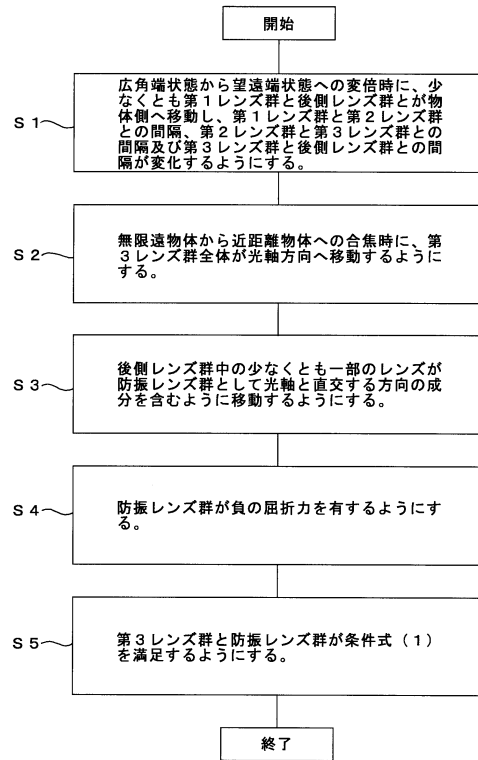 開始
S1
広角端状態から望遠端状態への変倍時に、少
なくとも第1レンズ群と後側レンズ群とが物
体側へ移動し、第1レンズ群と第2レンズ群
との間隔、第2レンズ群と第3レンズ群との
間隔及び第3レンズ群と後側レンズ群との間
隔が変化するようにする。
S2
無限遠物体から近距離物体への合焦時に、第
3レンズ群全体が光軸方向へ移動するように
する。
S3
後側レンズ群中の少なくとも一部のレンズが
防振レンズ群として光軸と直交する方向の成
分を含むように移動するようにする。
S4
防振レンズ群が負の屈折力を有するようにす
る。
S5
第3レンズ群と防振レンズ群が条件式(1)
を満足するようにする。
終了